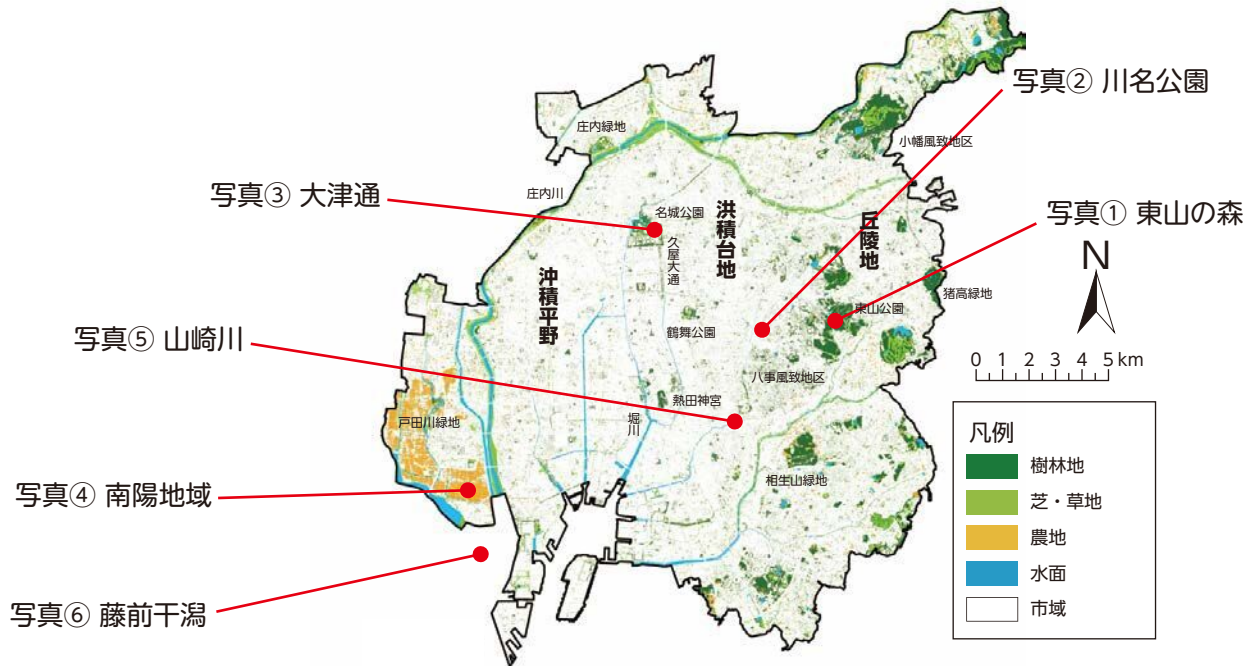 写真② 川名公園
庄内緑地
小幡風致地区
庄内川
写真③ 大津通
名城公園
洪積台地
丘陵地
写真① 東山の森
久屋大通
N
沖積平野
猪高緑地
東山公園
鶴舞公園
写真⑤ 山崎川
0 1 2 3 4 5 km
八事風致地区
熱田神宮
堀川
戸田川緑地
凡例
樹林地
相生山緑地
写真④ 南陽地域
芝・草地
農地
水面
写真⑥ 藤前干潟
市域